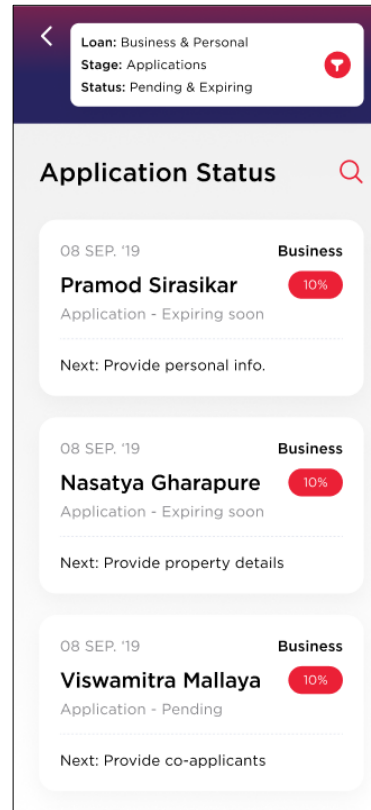 Loan: Business & Personal
Stage: Applications
Status: Pending & Expiring
Application Status
08 SEP. ‘19 Business
Pramod Sirasikar 10%
Application - Expiring soon
Next: Provide personal info.
08 SEP. ‘19 Business
Nasatya Gharapure 10%
Application - Expiring soon
Next: Provide property details
08 SEP. ‘19 Business
Viswamitra Mallaya 10%
Application - Pending
Next: Provide co-applicants